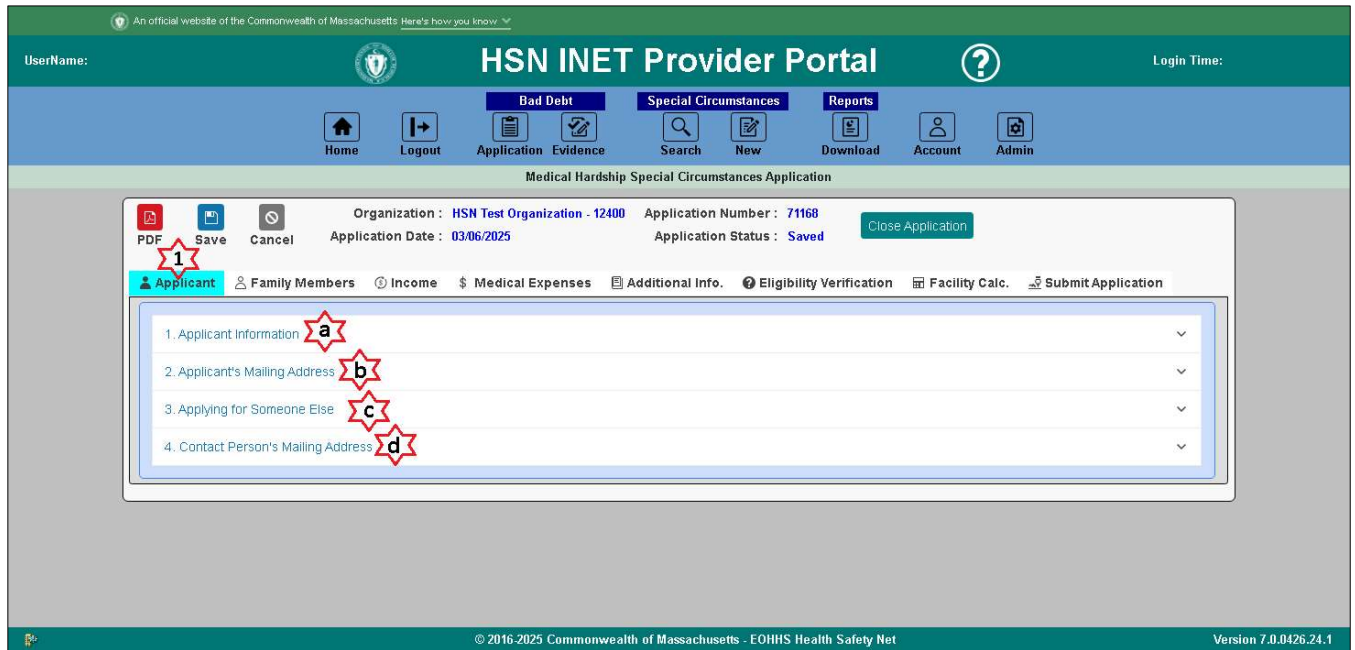 An official website of the Commonwealth of Massachusetts Here's how you know
UserName:
HSN INET Provider Portal
?
Login Time:
Bad Debt
Special Circumstances
Reports
Home
Logout
Application
Evidence
Search
New
Download
Account
Admin
Medical Hardship Special Circumstances Application
PDF
Save
Cancel
Organization : HSN Test Organization - 12400
Application Number : 71168
Application Date : 03/06/2025
Application Status : Saved
Close Application
1
Applicant
Family Members
Income
$ Medical Expenses
Additional Info.
Eligibility Verification
Facility Calc.
Submit Application
1. Applicant Information a
2. Applicant's Mailing Address b
3. Applying for Someone Else c
4. Contact Person's Mailing Address d
© 2016-2025 Commonwealth of Massachusetts - EOHHS Health Safety Net
Version 7.0.0426.24.1